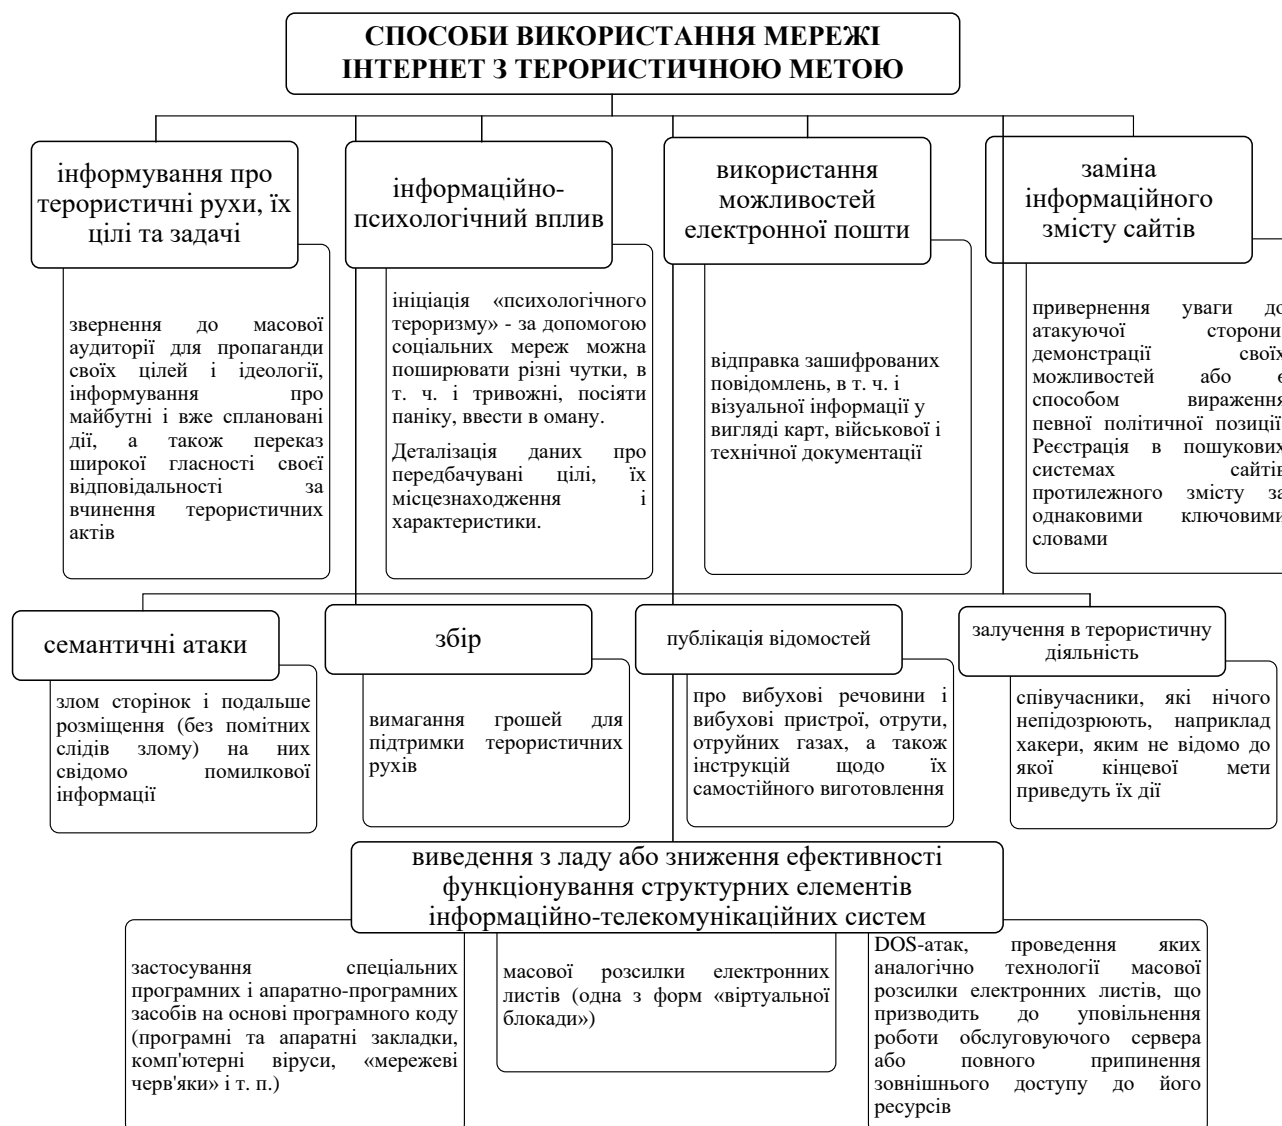 СПОСОБИ ВИКОРИСТАННЯ МЕРЕЖІ
ІНТЕРНЕТ З ТЕРОРИСТИЧНОЮ МЕТОЮ
інформування про
терористичні рухи, їх
цілі та задачі
звернення до масової
аудиторії для пропаганди
своїх цілей і ідеології,
інформування про
майбутні і вже сплановані
дії, а також переказ
широкої гласності своєї
відповідальності за
вчинення терористичних
актів
інформаційно-
психологічний вплив
ініціація «психологічного
тероризму» - за допомогою
соціальних мереж можна
поширювати різні чутки, в
т. ч. і тривожні, посіяти
паніку, ввести в оману.
Деталізація даних про
передбачувані цілі, їх
місцезнаходження і
характеристики.
використання
можливостей
електронної пошти
відправка зашифрованих
повідомлень, в т. ч. і
візуальної інформації у
вигляді карт, військової і
технічної документації
заміна
інформаційного
змісту сайтів
привернення уваги до
атакуючої сторони
демонстрації своїх
можливостей або є
способом вираження
певної політичної позиції
Реєстрація в пошукових
системах сайтів
протилежного змісту за
однаковими ключовими
словами
семантичні атаки
злом сторінок і подальше
розміщення (без помітних
слідів злому) на них
свідомо помилкової
інформації
збір
вимагання грошей для
підтримки терористичних
рухів
публікація відомостей
про вибухові речовини і
вибухові пристрої, отрути,
отруйних газах, а також
інструкцій щодо їх
самостійного виготовлення
залучення в терористичну
діяльність
співучасники, які нічого
непідозрюють, наприклад
хакери, яким не відомо до
якої кінцевої мети
приведуть їх дії
виведення з ладу або зниження ефективності
функціонування структурних елементів
інформаційно-телекомунікаційних систем
застосування спеціальних
програмних і апаратно-програмних
засобів на основі програмного коду
(програмні та апаратні закладки,
комп'ютерні віруси, «мережеві
черв'яки» і т. п.)
масової розсилки електронних
листів (одна з форм «віртуальної
блокади»)
DOS-атак, проведення яких
аналогічно технології масової
розсилки електронних листів, що
призводить до уповільнення
роботи обслуговуючого сервера
або повного припинення
зовнішнього доступу до його
ресурсів